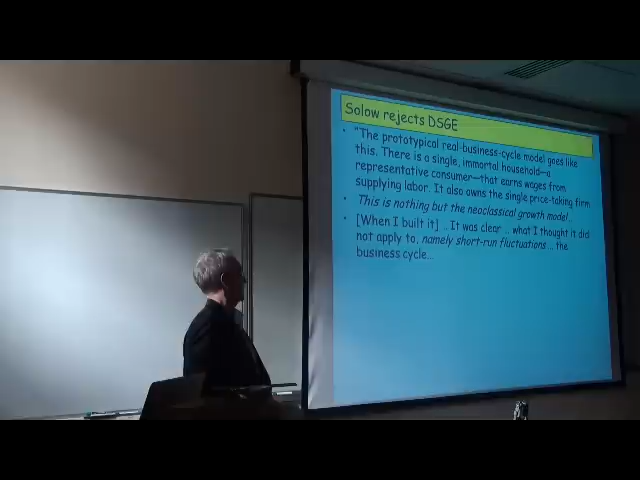 Solow rejects DSGE
• "The prototypical real-business-cycle model goes like
this. There is a single, immortal household—a
representative consumer—that earns wages from
supplying labor. It also owns the single price-taking firm
• This is nothing but the neoclassical growth model...
• [When I built it] ... It was clear ... what I thought it did
not apply to, namely short-run fluctuations ... the
business cycle...